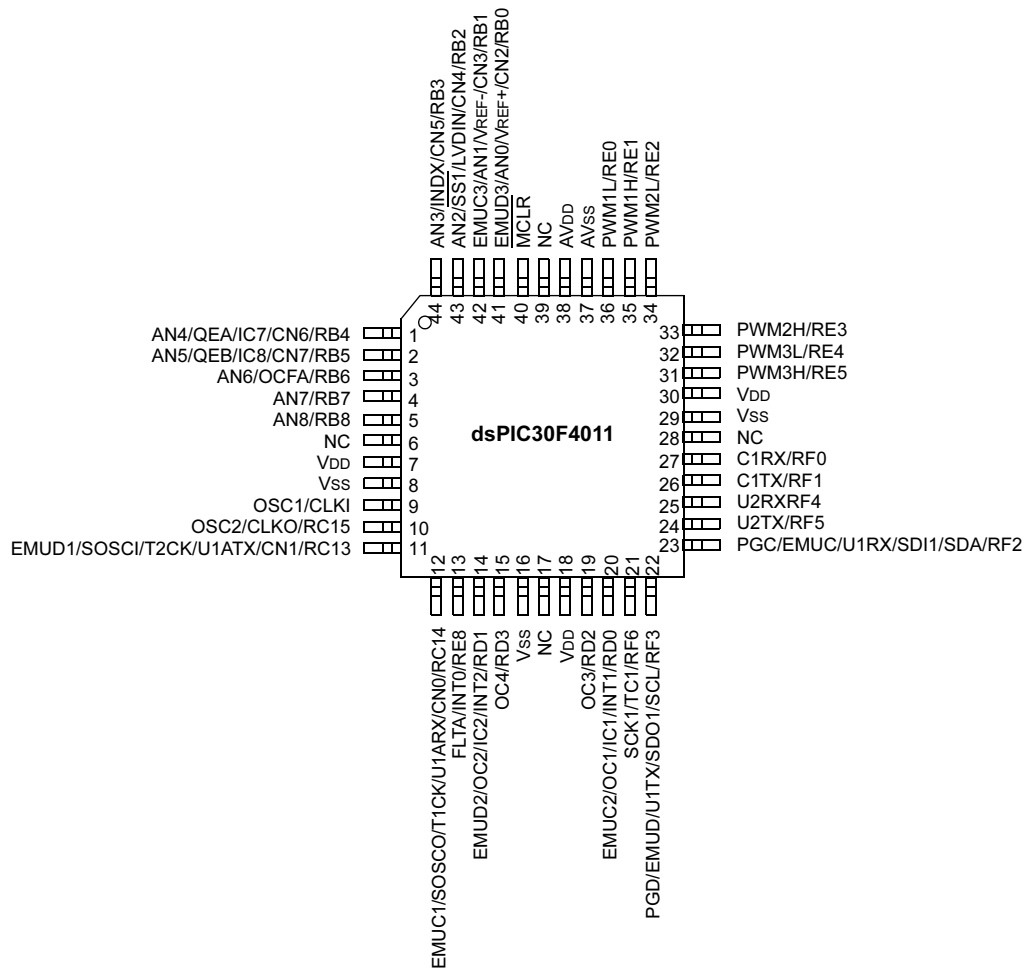 AN3/INDX/CN5/RB3
AN2/SS1/LVDIN/CN4/RB2
EMUC3/AN1/VREF-/CN3/RB1
EMUD3/AN0/VREF+/CN2/RB0
MCLR
NC
AVDD
AVSS
PWM1L/RE0
PWM1H/RE1
PWM2L/RE2
44
43
42
41
40
39
38
37
36
35
34
AN4/QEA/IC7/CN6/RB4
1
33
PWM2H/RE3
AN5/QEB/IC8/CN7/RB5
2
32
PWM3L/RE4
AN6/OCFA/RB6
3
31
PWM3H/RE5
AN7/RB7
4
30
VDD
AN8/RB8
5
29
VSS
dsPIC30F4011
NC
6
28
NC
VDD
7
27
C1RX/RF0
VSS
8
26
C1TX/RF1
OSC1/CLKI
9
25
U2RXRF4
OSC2/CLKO/RC15
10
24
U2TX/RF5
EMUD1/SOSCI/T2CK/U1ATX/CN1/RC13
11
23
PGC/EMUC/U1RX/SDI1/SDA/RF2
12
13
14
15
16
17
18
19
20
21
22
EMUC1/SOSCO/T1CK/U1ARX/CN0/RC14
FLTA/INT0/RE8
EMUD2/OC2/IC2/INT2/RD1
OC4/RD3
VSS
NC
VDD
OC3/RD2
EMUC2/OC1/IC1/INT1/RD0
SCK1/TC1/RF6
PGD/EMUD/U1TX/SDO1/SCL/RF3